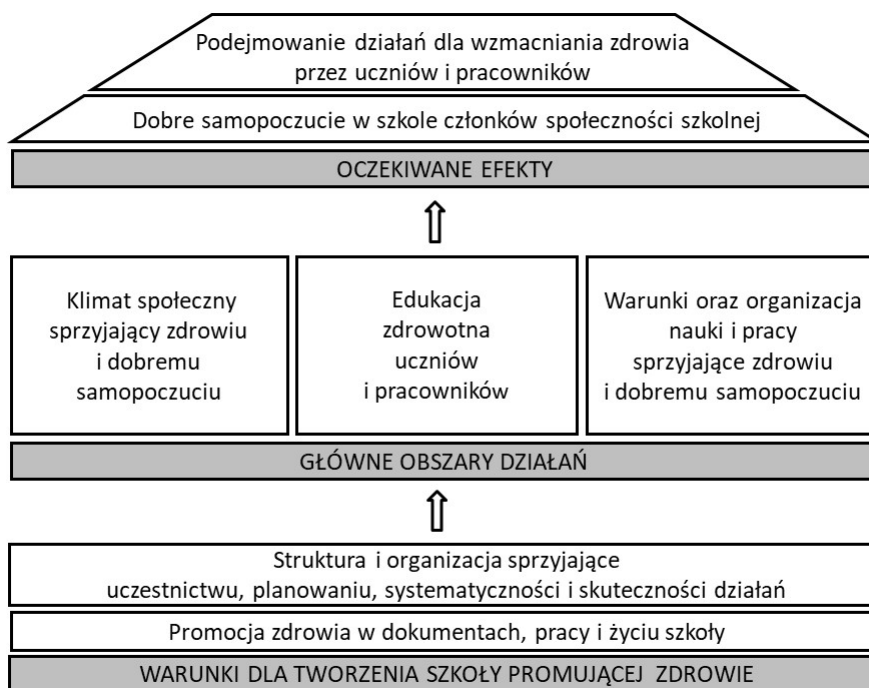 Podejmowanie działań dla wzmacniania zdrowia
przez uczniów i pracowników
Dobre samopoczucie w szkole członków społeczności szkolnej
OCZEKIWANE EFEKTY
Klimat społeczny
sprzyjający zdrowiu
i dobremu
samopoczuciu
Edukacja
zdrowotna
uczniów
i pracowników
Warunki oraz organizacja
nauki i pracy
sprzyjające zdrowiu
i dobremu samopoczuciu
GŁÓWNE OBSZARY DZIAŁAŃ
Struktura i organizacja sprzyjające
uczestnictwu, planowaniu, systematyczności i skuteczności działań
Promocja zdrowia w dokumentach, pracy i życiu szkoły
WARUNKI DLA TWORZENIA SZKOŁY PROMUJĄCEJ ZDROWIE